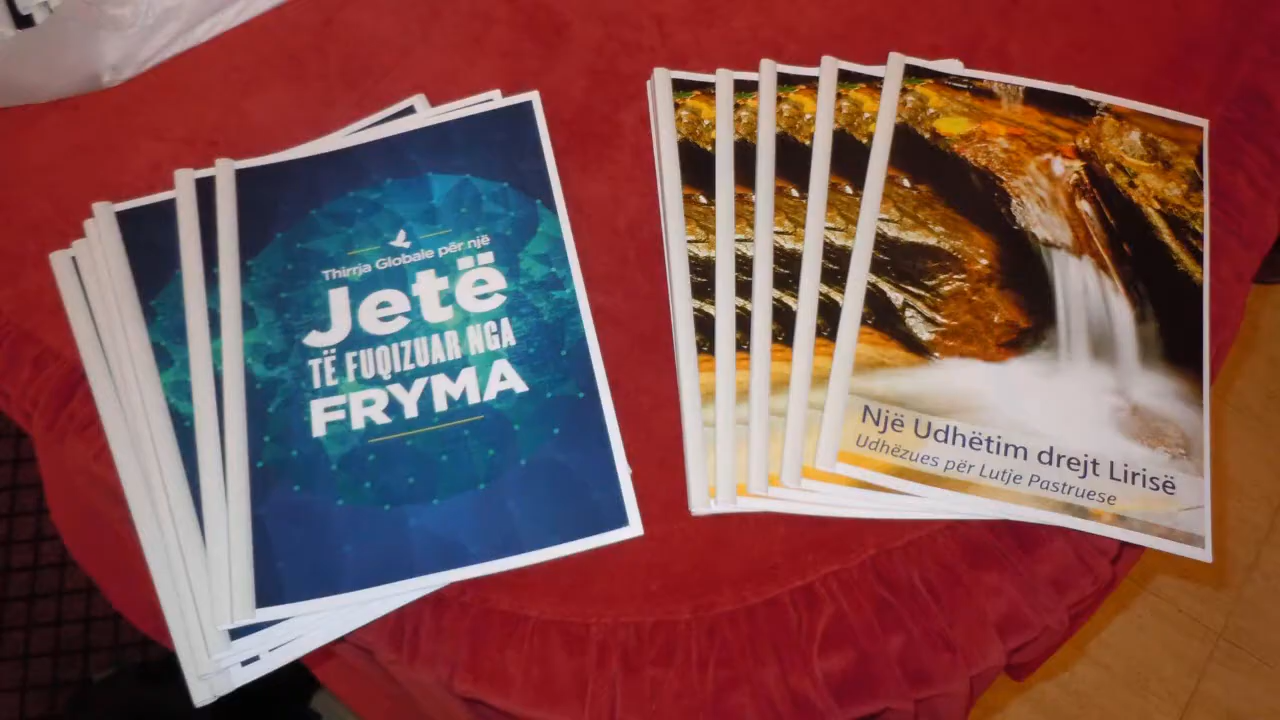 Thirrja Globale për një
Jetë
TË FUQIZUAR NGA
FRYMA
Një Udhëtim drejt Lirisë
Udhëzues për Lutje Pastruese